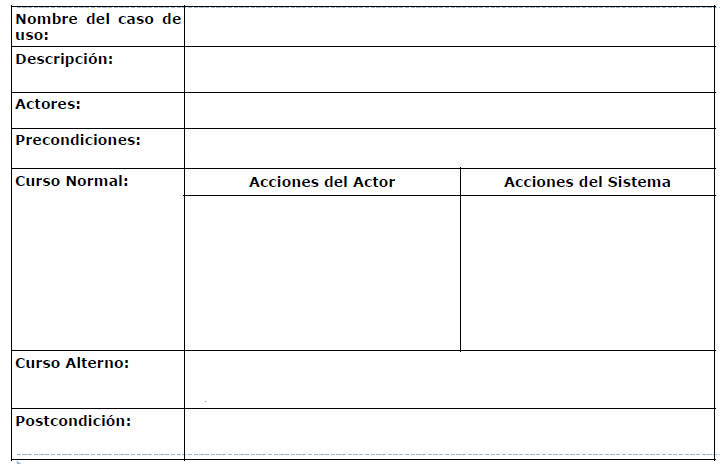 Nombre del caso de
uso:
Descripción:
Actores:
Precondiciones:
Curso Normal:
Acciones del Actor
Acciones del Sistema
Curso Alterno:
Postcondición: